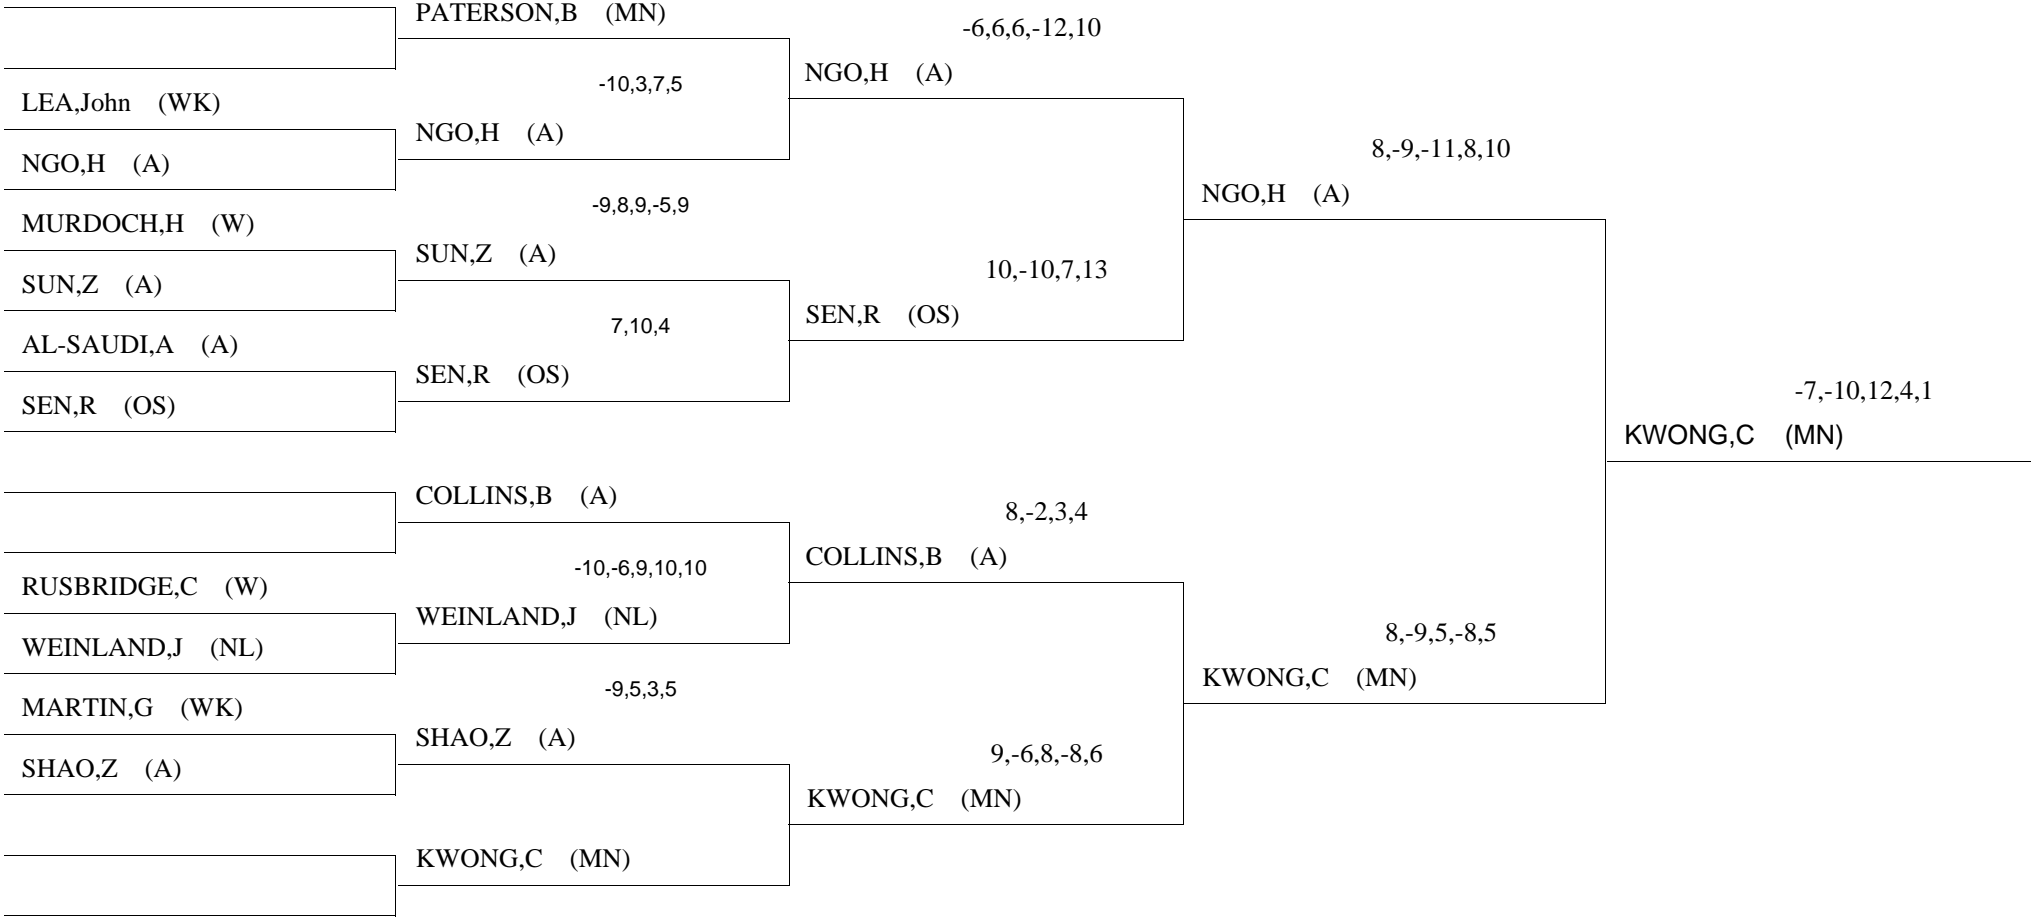 PATERSON,B (MN)
-6,6,6,-12,10
NGO,H (A)
-10,3,7,5
LEA,John (WK)
NGO,H (A)
8,-9,-11,8,10
NGO,H (A)
NGO,H (A)
-9,8,9,-5,9
MURDOCH,H (W)
SUN,Z (A)
10,-10,7,13
SUN,Z (A)
SEN,R (OS)
7,10,4
AL-SAUDI,A (A)
SEN,R (OS)
-7,-10,12,4,1
SEN,R (OS)
KWONG,C (MN)
COLLINS,B (A)
8,-2,3,4
COLLINS,B (A)
-10,-6,9,10,10
RUSBRIDGE,C (W)
WEINLAND,J (NL)
8,-9,5,-8,5
WEINLAND,J (NL)
KWONG,C (MN)
-9,5,3,5
MARTIN,G (WK)
SHAO,Z (A)
9,-6,8,-8,6
SHAO,Z (A)
KWONG,C (MN)
KWONG,C (MN)